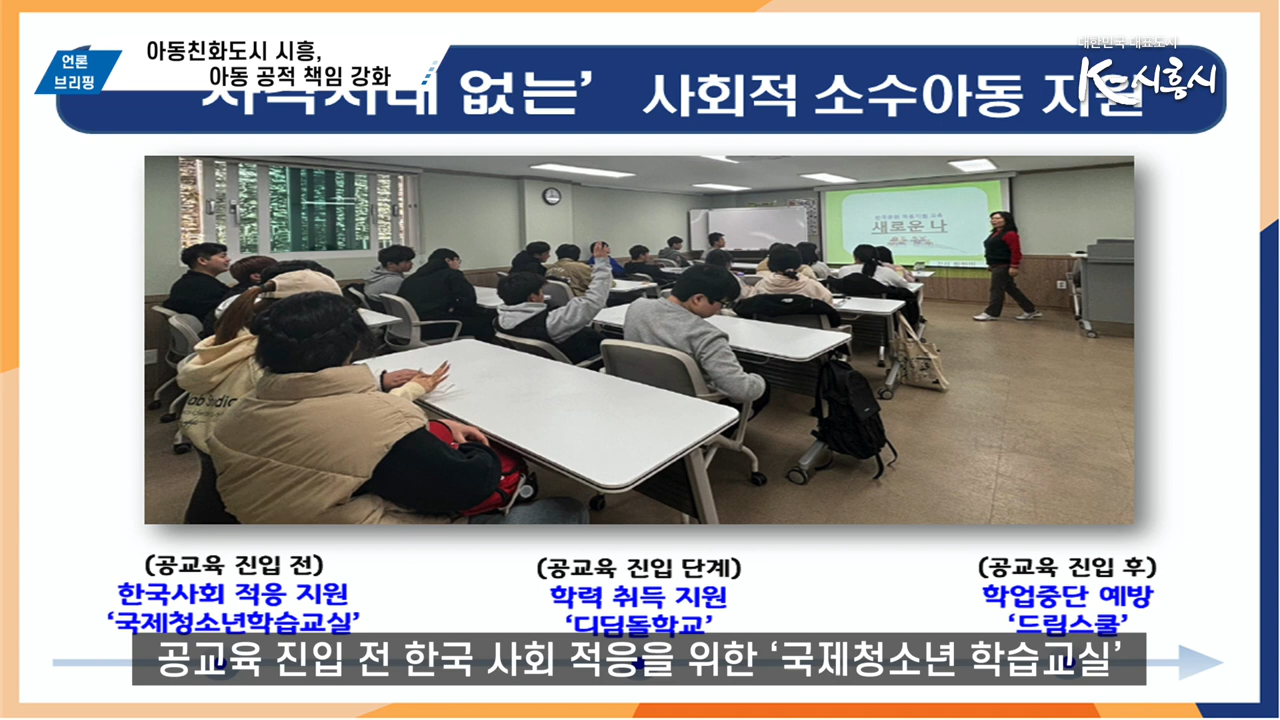 언론
브리핑
아동친화도시 시흥,
아동 공적 책임 강화
대한민국 대표도시
K-시흥시
없는’ 사회적 소수아동 지원
새로운 나
(공교육 진입 전)
한국사회 적응 지원
‘국제청소년학습교실’
(공교육 진입 단계)
학력 취득 지원
‘디딤돌학교’
(공교육 진입 후)
학업중단 예방
‘드림스쿨’
공교육 진입 전 한국 사회 적응을 위한 ‘국제청소년 학습교실’